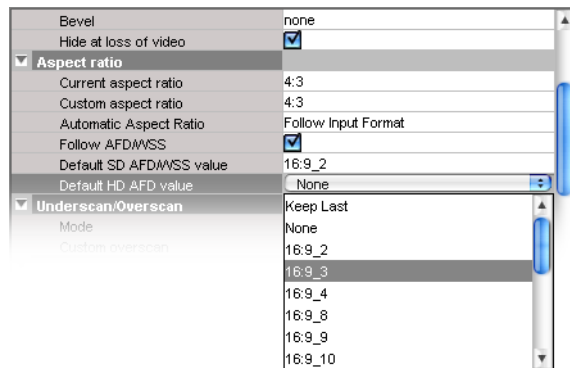 Bevel none
Hide at loss of video
Aspect ratio
Current aspect ratio 4:3
Custom aspect ratio 4:3
Automatic Aspect Ratio Follow Input Format
Follow AFD/WSS
Default SD AFD/WSS value 16:9_2
Default HD AFD value None
Underscan/Overscan Keep Last
Mode None
Custom overscan 16:9_2
16:9_3
16:9_4
16:9_8
16:9_9
16:9_10